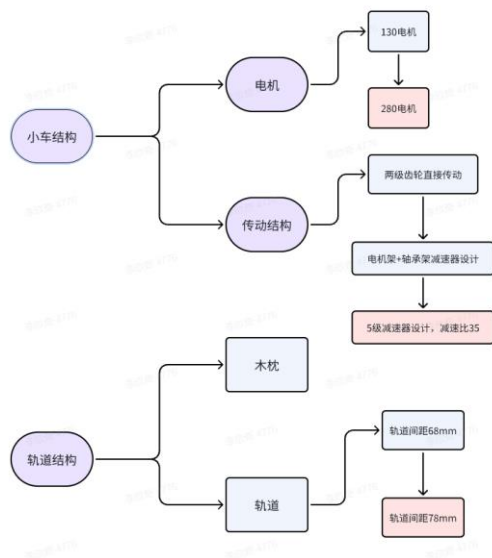 130电机
电机
280电机
小车结构
两级齿轮直接传动
传动结构
电机架+轴承架减速器设计
5级减速器设计，减速比35
木枕
轨道间距68mm
轨道结构
轨道
轨道间距78mm